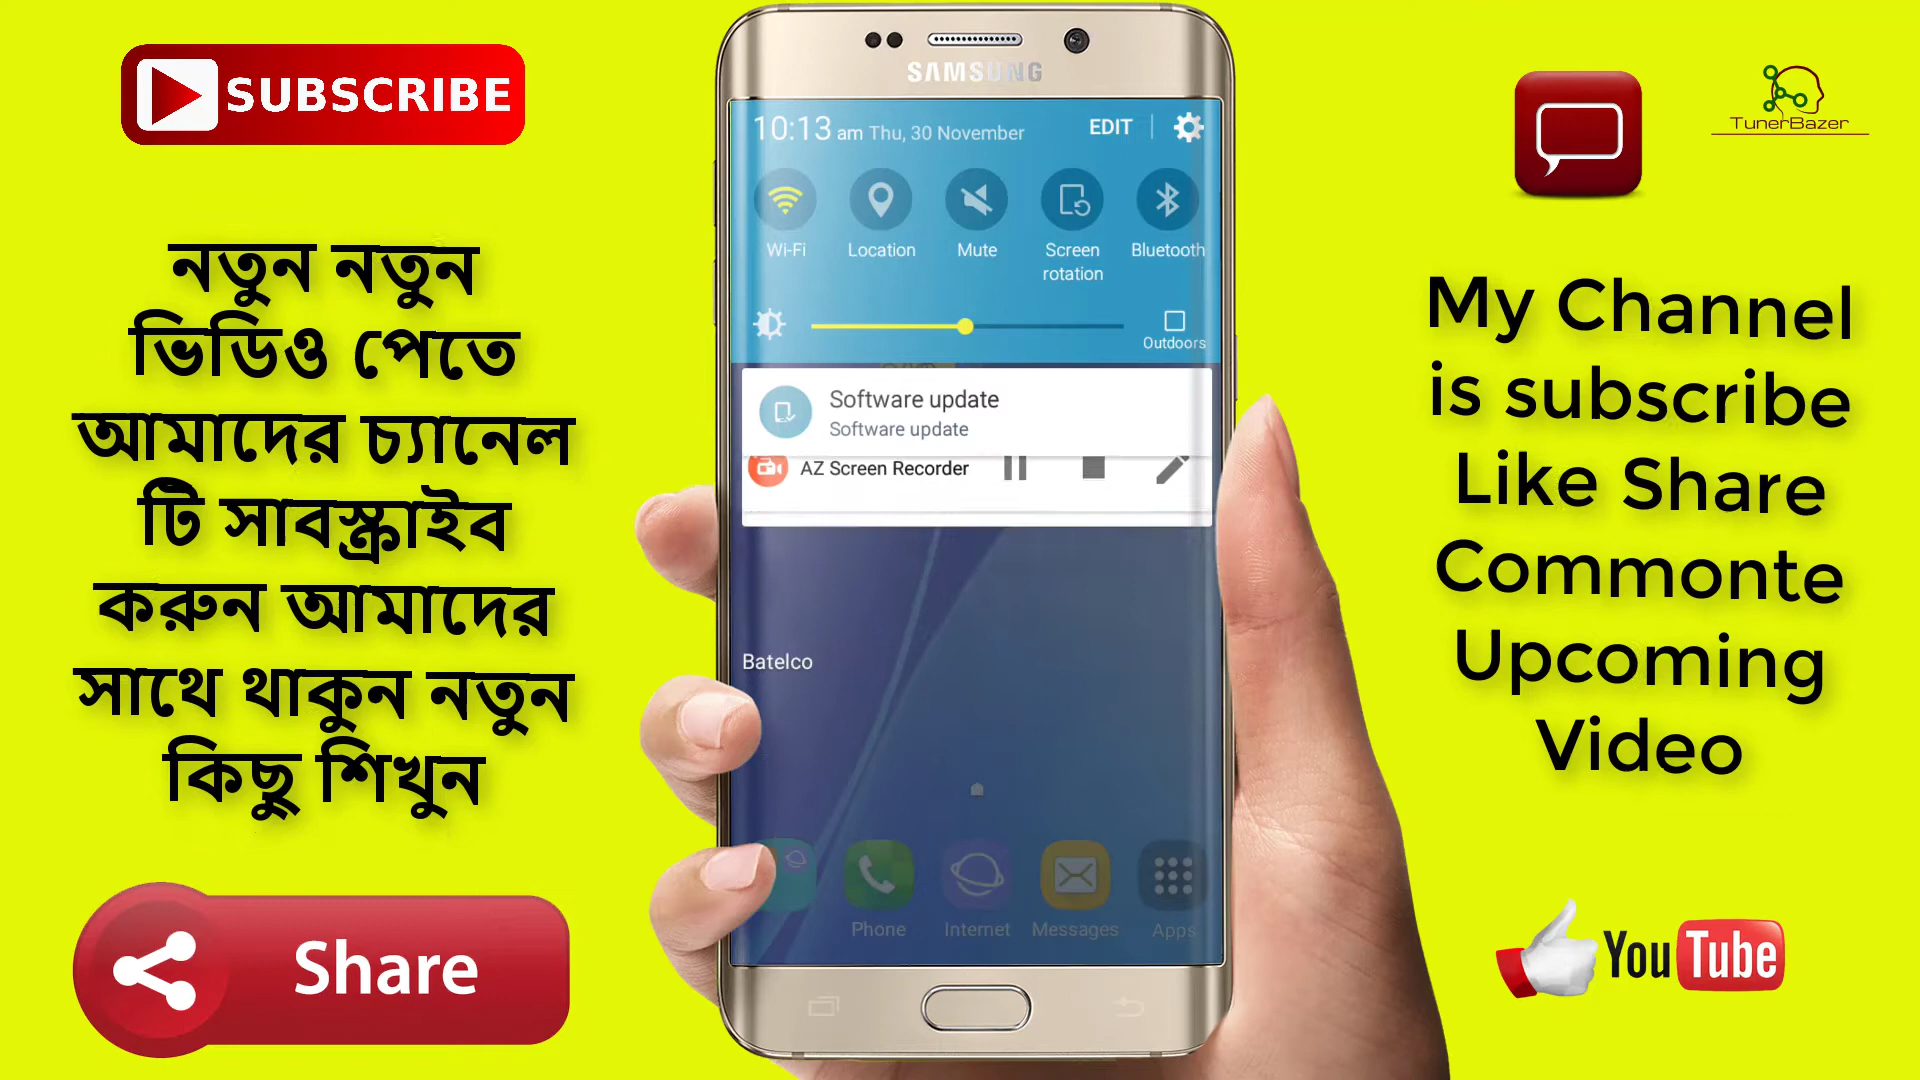 SUBSCRIBE
নতুন নতুন
ভিডিও পেতে
আমাদের চ্যানেল
টি সাবস্ক্রাইব
করুন আমাদের
সাথে থাকুন নতুন
কিছু শিখুন
Share
SAMSUNG
10:13 am Thu, 30 November
EDIT
Wi-Fi
Location
Mute
Screen
rotation
Bluetooth
Outdoors
Software update
Software update
AZ Screen Recorder
Batelco
Phone
Internet
Messages
Apps
TunerBazer
My Channel
is subscribe
Like Share
Commonte
Upcoming
Video
YouTube